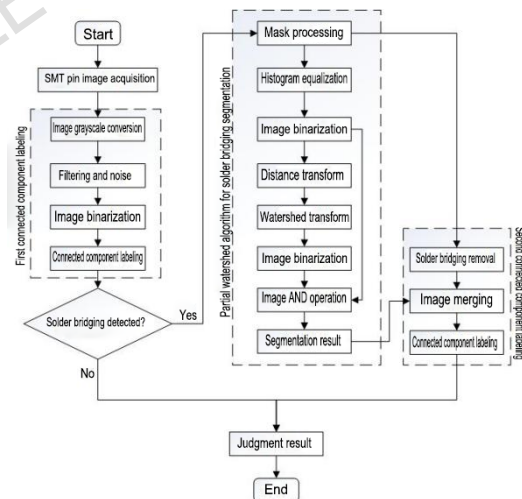 Start
SMT pin image acquisition
First connected component labeling
Image grayscale conversion
Filtering and noise
Image binarization
Connected component labeling
Solder bridging detected?
Yes
No
Partial watershed algorithm for solder bridging segmentation
Mask processing
Histogram equalization
Image binarization
Distance transform
Watershed transform
Image binarization
Image AND operation
Segmentation result
Second connected component labeling
Solder bridging removal
Image merging
Connected component labeling
Judgment result
End